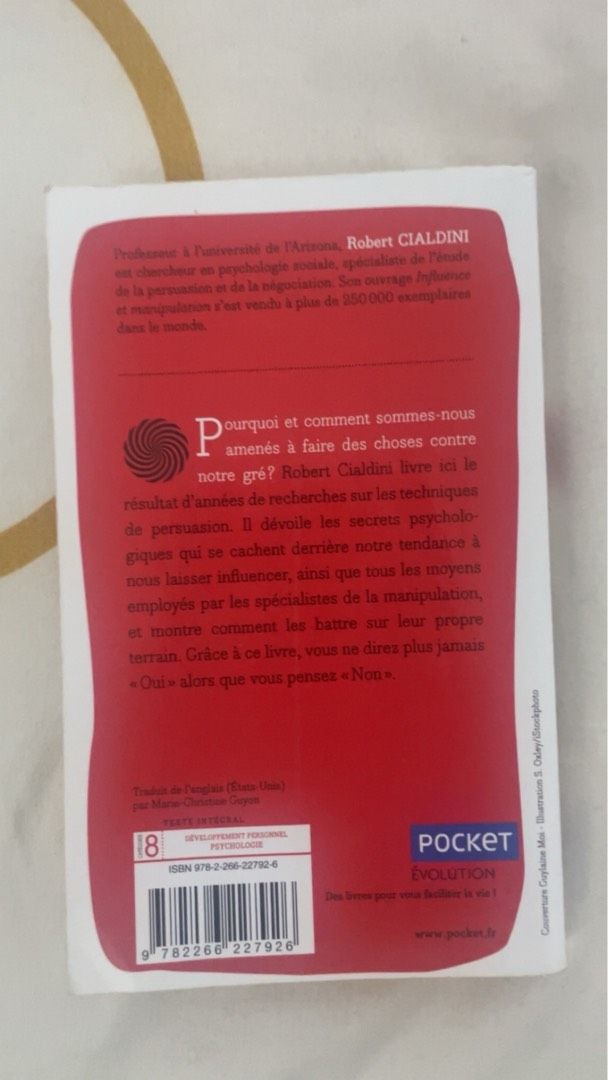 Professeur à l'université de l'Arizona, Robert CIALDINI
est chercheur en psychologie sociale, spécialiste de l'étude
de la persuasion et de la négociation. Son ouvrage Influence
et manipulation s'est vendu à plus de 250 000 exemplaires
dans le monde.
Pourquoi et comment sommes-nous
amenés à faire des choses contre
notre gré ? Robert Cialdini livre ici le
résultat d'années de recherches sur les techniques
de persuasion. Il dévoile les secrets psycholo-
giques qui se cachent derrière notre tendance à
nous laisser influencer, ainsi que tous les moyens
employés par les spécialistes de la manipulation,
et montre comment les battre sur leur propre
terrain. Grâce à ce livre, vous ne direz plus jamais
« Oui » alors que vous pensez « Non ».
Traduit de l'anglais (États-Unis)
par Marie-Christine Guyon
TEXTE INTÉGRAL
CATÉGORIE 8
DÉVELOPPEMENT PERSONNEL
PSYCHOLOGIE
ISBN 978-2-266-22792-6
9 782266 227926
POCKET
ÉVOLUTION
Des livres pour vous faciliter la vie !
www.pocket.fr
Couverture Guylaine Moi - Illustration S. Oxley/iStockphoto